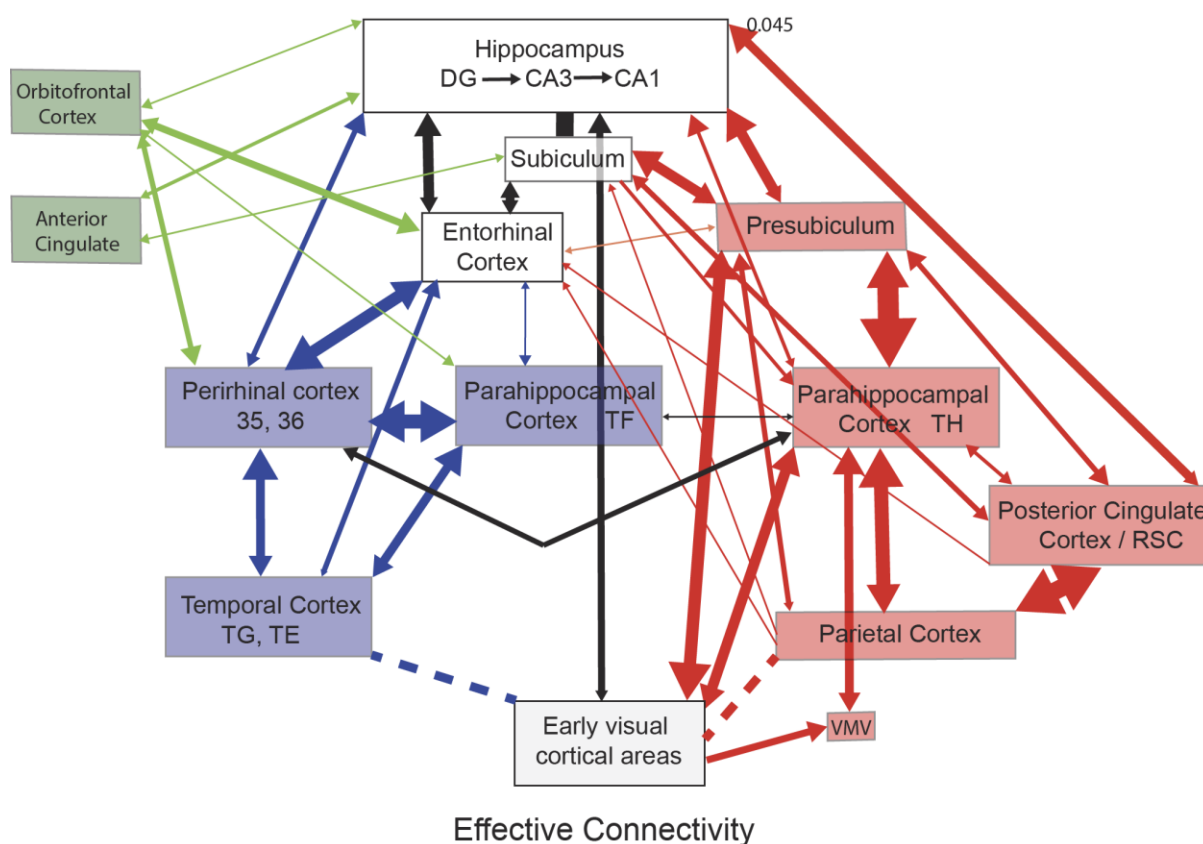 0.045
Hippocampus
DG CA3 CA1
Orbitofrontal
Cortex
Subiculum
Anterior
Cingulate
Entorhinal
Cortex
Presubiculum
Perirhinal cortex
35, 36
Parahippocampal
Cortex TF
Parahippocampal
Cortex TH
Posterior Cingulate
Cortex / RSC
Temporal Cortex
TG, TE
Parietal Cortex
Early visual
cortical areas
VMV
Effective Connectivity